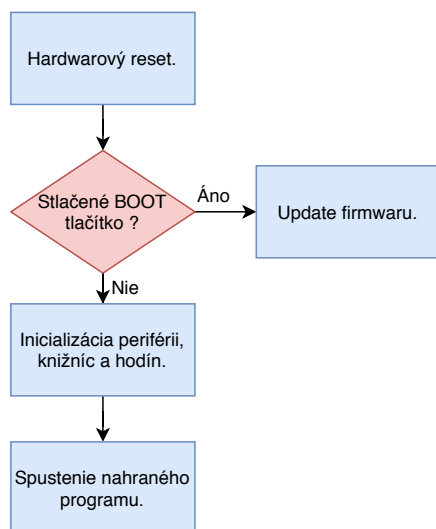 Hardwarový reset.
Stlačené BOOT
tlačítko ?
Áno
Update firmwaru.
Nie
Inicializácia periférii,
knižníc a hodín.
Spustenie nahraného
programu.